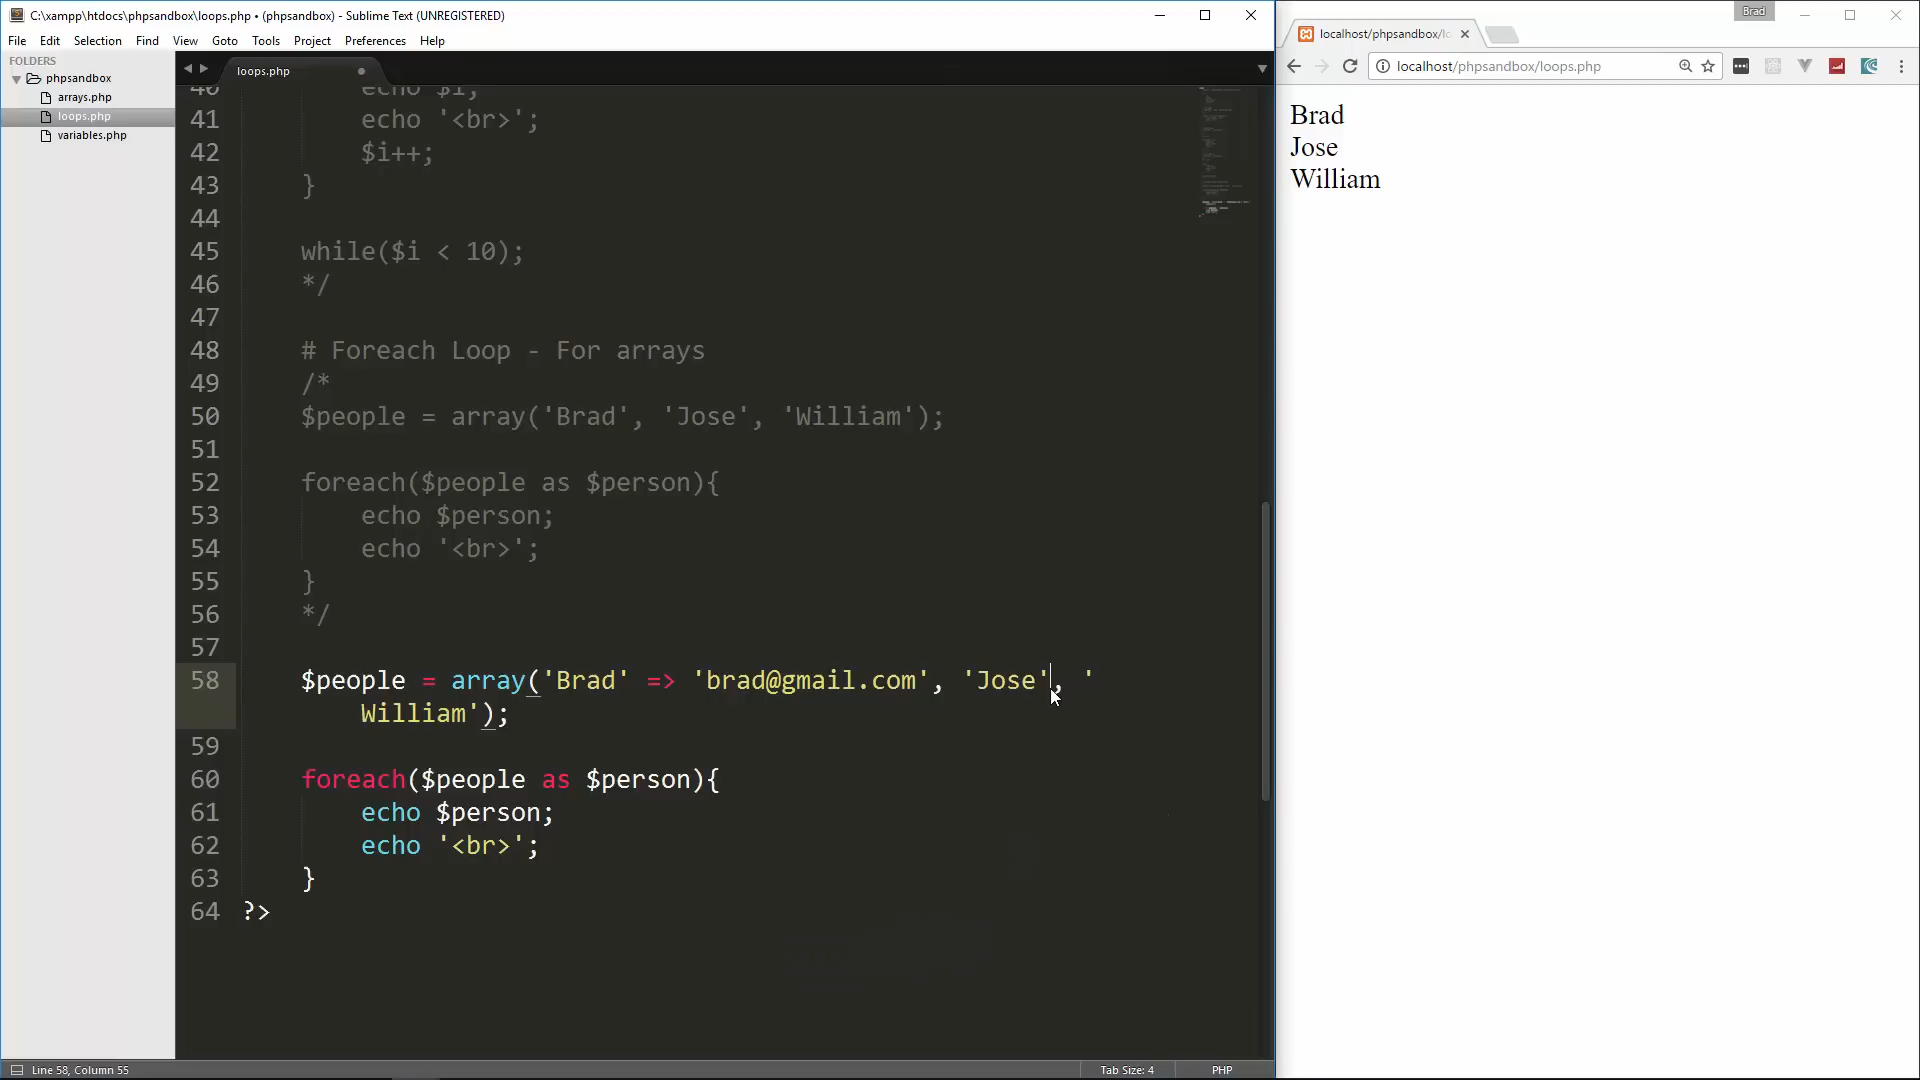 C:\xampp\htdocs\phpsandbox\loops.php • (phpsandbox) - Sublime Text (UNREGISTERED)
File Edit Selection Find View Goto Tools Project Preferences Help
FOLDERS
phpsandbox
arrays.php
loops.php
variables.php
loops.php
40 echo $i;
41 echo '<br>';
42 $i++;
43 }
44
45 while($i < 10);
46 */
47
48 # Foreach Loop - For arrays
49 /*
50 $people = array('Brad', 'Jose', 'William');
51
52 foreach($people as $person){
53 echo $person;
54 echo '<br>';
55 }
56 */
57
58 $people = array('Brad' => 'brad@gmail.com', 'Jose', '
William');
59
60 foreach($people as $person){
61 echo $person;
62 echo '<br>';
63 }
64 ?>
Line 58, Column 55
Tab Size: 4
PHP
Brad
localhost/phpsandbox/lo
localhost/phpsandbox/loops.php
Brad
Jose
William